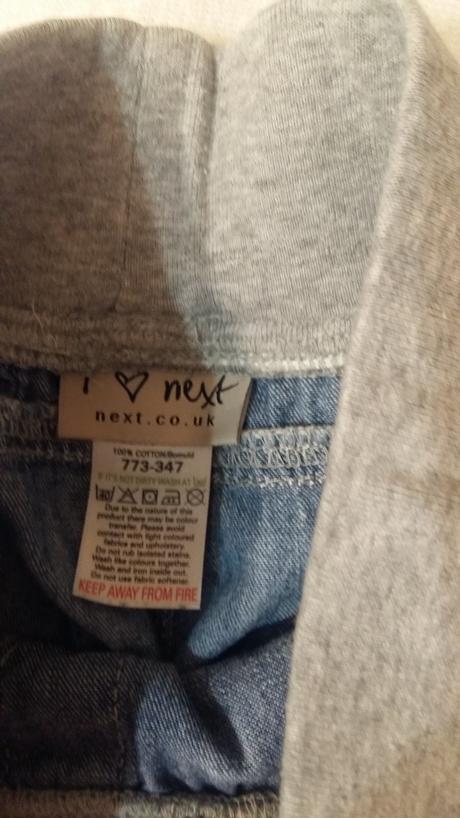 I ♡ next
next.co.uk
100% COTTON/Bomuld
773-347
IF IT'S NOT DIRTY WASH AT
40
Due to the nature of this
product there may be colour
transfer. Please avoid
contact with light coloured
fabrics and upholstery.
Do not rub isolated stains.
Wash like colours together.
Wash and iron inside out.
Do not use fabric softener.
KEEP AWAY FROM FIRE